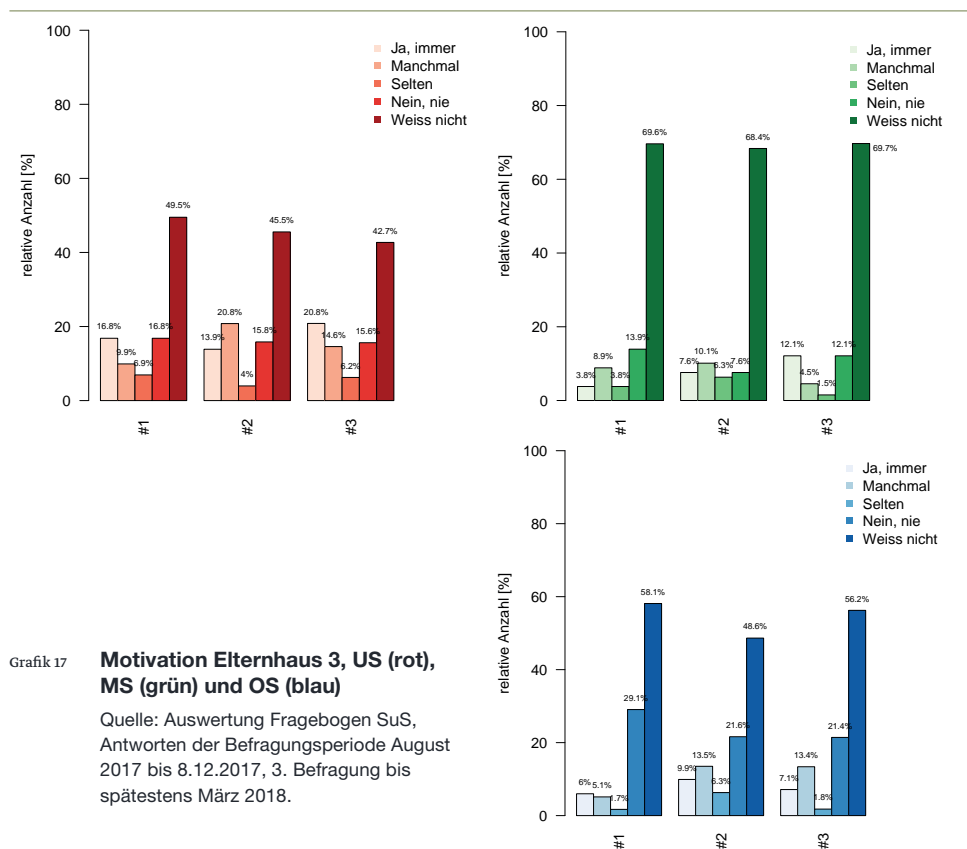 100
80
60
40
20
0
relative Anzahl [%]
Ja, immer
Manchmal
Selten
Nein, nie
Weiss nicht
16.8%
9.9%
6.9%
16.8%
49.5%
13.9%
20.8%
4%
15.8%
45.5%
20.8%
14.6%
6.2%
15.6%
42.7%
#1
#2
#3
100
80
60
40
20
0
relative Anzahl [%]
Ja, immer
Manchmal
Selten
Nein, nie
Weiss nicht
3.8%
8.9%
3.8%
13.9%
69.6%
7.6%
10.1%
6.3%
7.6%
68.4%
12.1%
4.5%
1.5%
12.1%
69.7%
#1
#2
#3
100
80
60
40
20
0
relative Anzahl [%]
Ja, immer
Manchmal
Selten
Nein, nie
Weiss nicht
6%
5.1%
1.7%
29.1%
58.1%
9.9%
13.5%
6.3%
21.6%
48.6%
7.1%
13.4%
1.8%
21.4%
56.2%
#1
#2
#3
Grafik 17
Motivation Elternhaus 3, US (rot),
MS (grün) und OS (blau)
Quelle: Auswertung Fragebogen SuS,
Antworten der Befragungsperiode August
2017 bis 8.12.2017, 3. Befragung bis
spätestens März 2018.